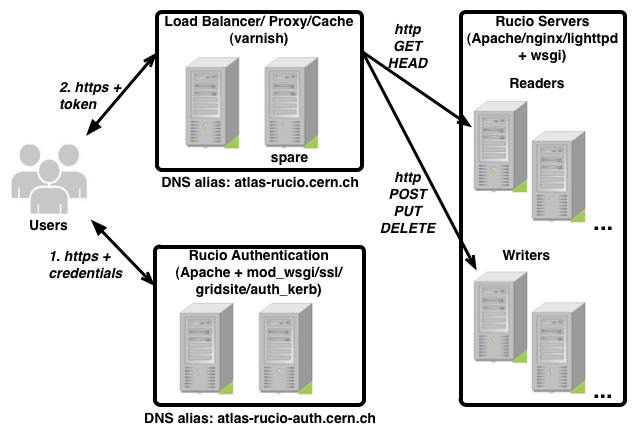 Load Balancer/ Proxy/Cache
(varnish)
spare
DNS alias: atlas-rucio.cern.ch
2. https +
token
Users
1. https +
credentials
Rucio Authentication
(Apache + mod_wsgi/ssl/
gridsite/auth_kerb)
DNS alias: atlas-rucio-auth.cern.ch
http
GET
HEAD
http
POST
PUT
DELETE
Rucio Servers
(Apache/nginx/lighttpd
+ wsgi)
Readers
...
Writers
...